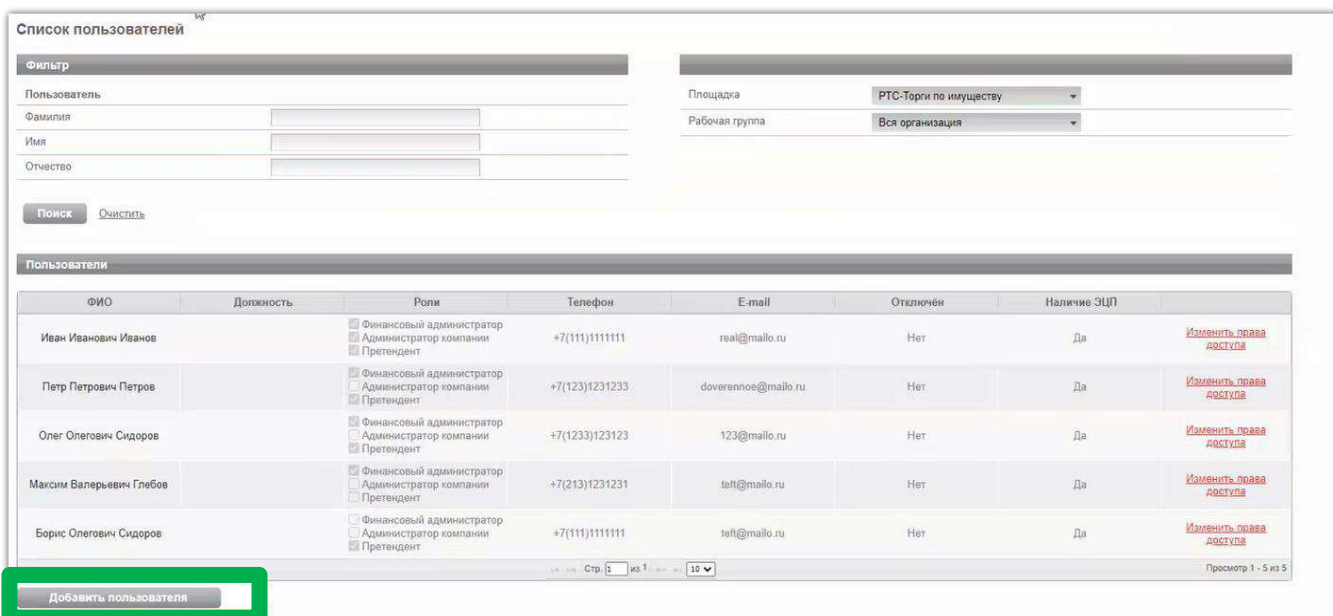 Список пользователей
Фильтр
Пользователь
Фамилия
Имя
Отчество
Площадка РТС-Торги по имуществу
Рабочая группа Вся организация
Поиск Очистить
Пользователи
ФИО Должность Роли Телефон E-mail Отключён Наличие ЭЦП
Иван Иванович Иванов Финансовый администратор +7(111)1111111 real@mailo.ru Нет Да Изменить права
Администратор компании доступа
Претендент
Петр Петрович Петров Финансовый администратор +7(123)1231233 doverennoe@mailo.ru Нет Да Изменить права
Администратор компании доступа
Претендент
Олег Олегович Сидоров Финансовый администратор +7(1233)123123 123@mailo.ru Нет Да Изменить права
Администратор компании доступа
Претендент
Максим Валерьевич Глебов Финансовый администратор +7(213)1231231 teft@mailo.ru Нет Да Изменить права
Администратор компании доступа
Претендент
Борис Олегович Сидоров Финансовый администратор +7(111)1111111 teft@mailo.ru Нет Да Изменить права
Администратор компании доступа
Претендент
Стр. 1 из 1 10 Просмотр 1 - 5 из 5
Добавить пользователя